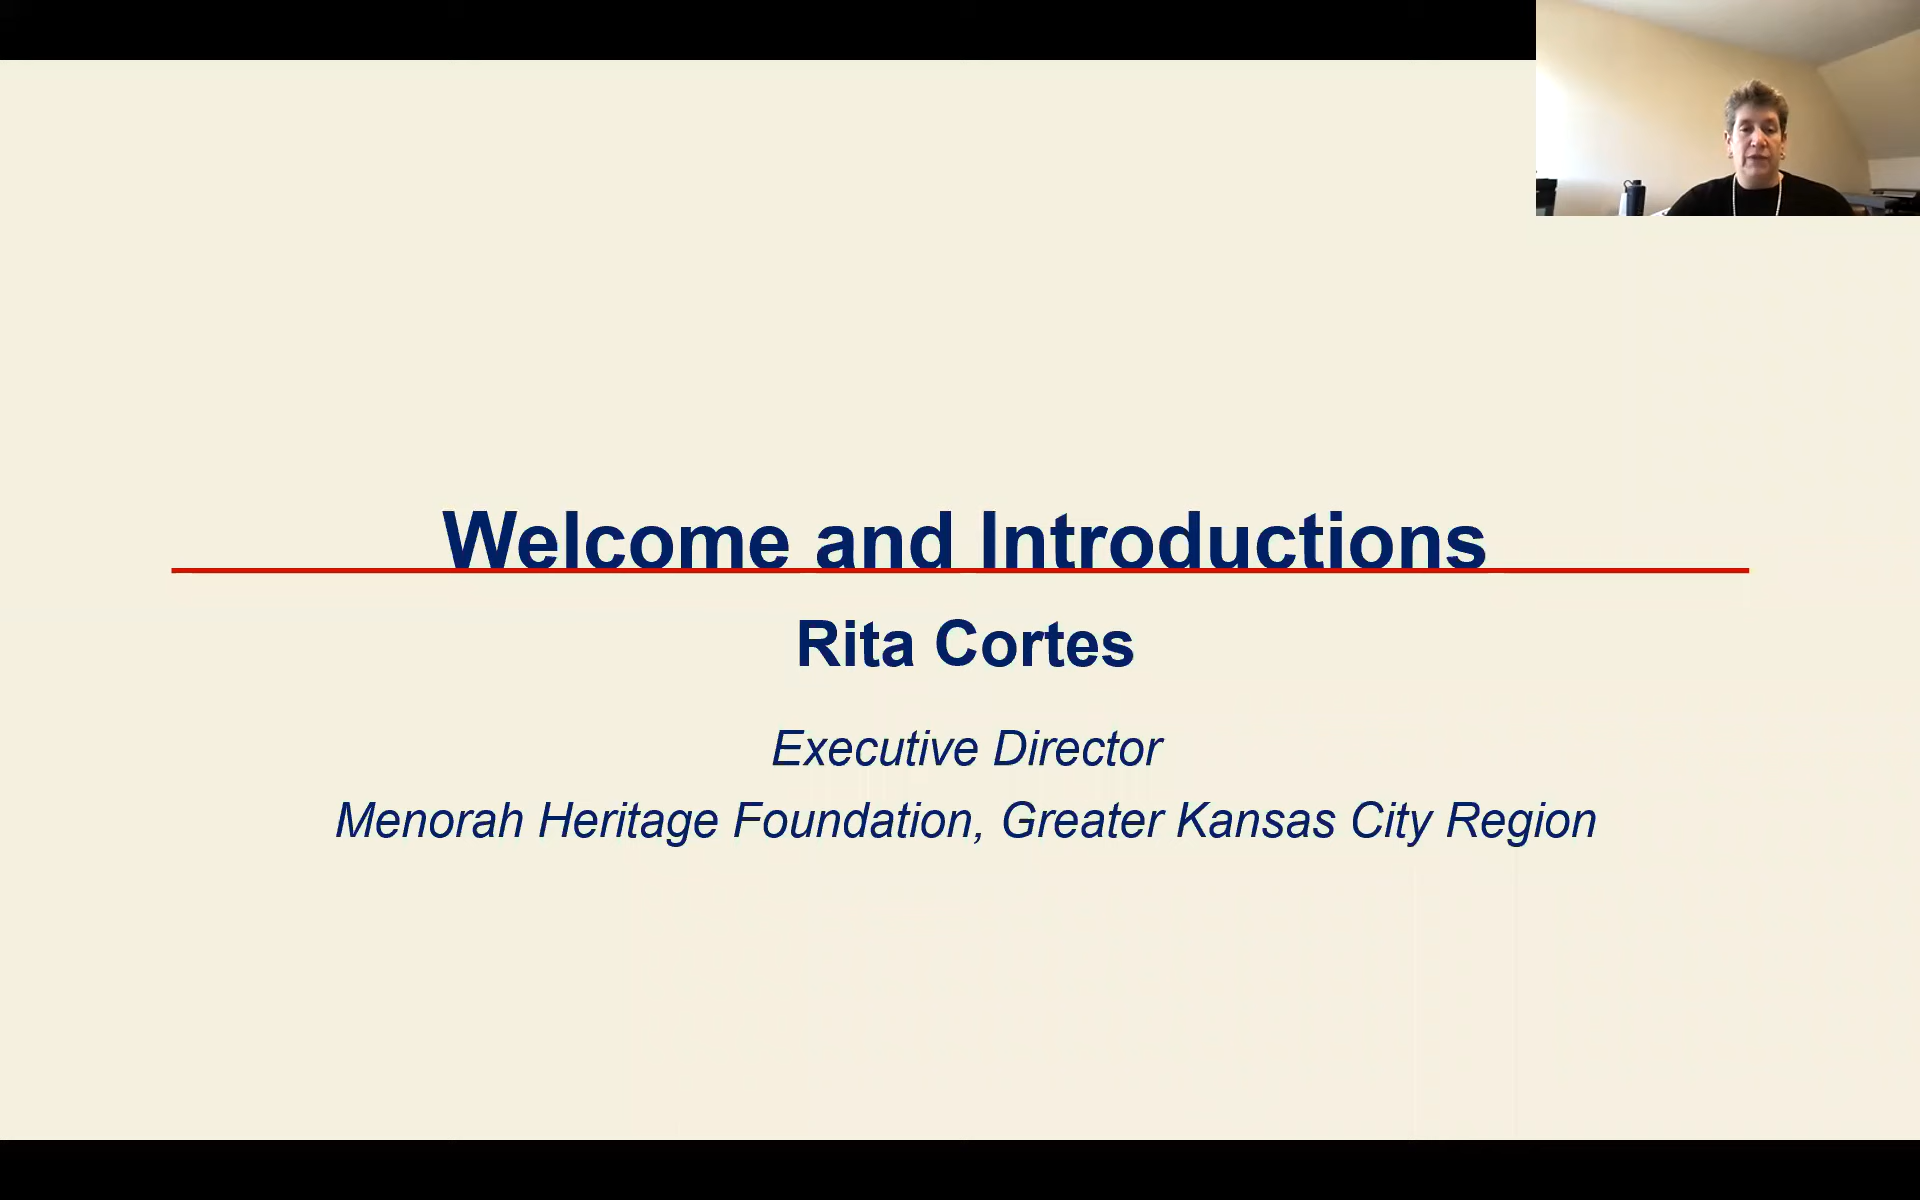 Welcome and Introductions
Rita Cortes
Executive Director
Menorah Heritage Foundation, Greater Kansas City Region